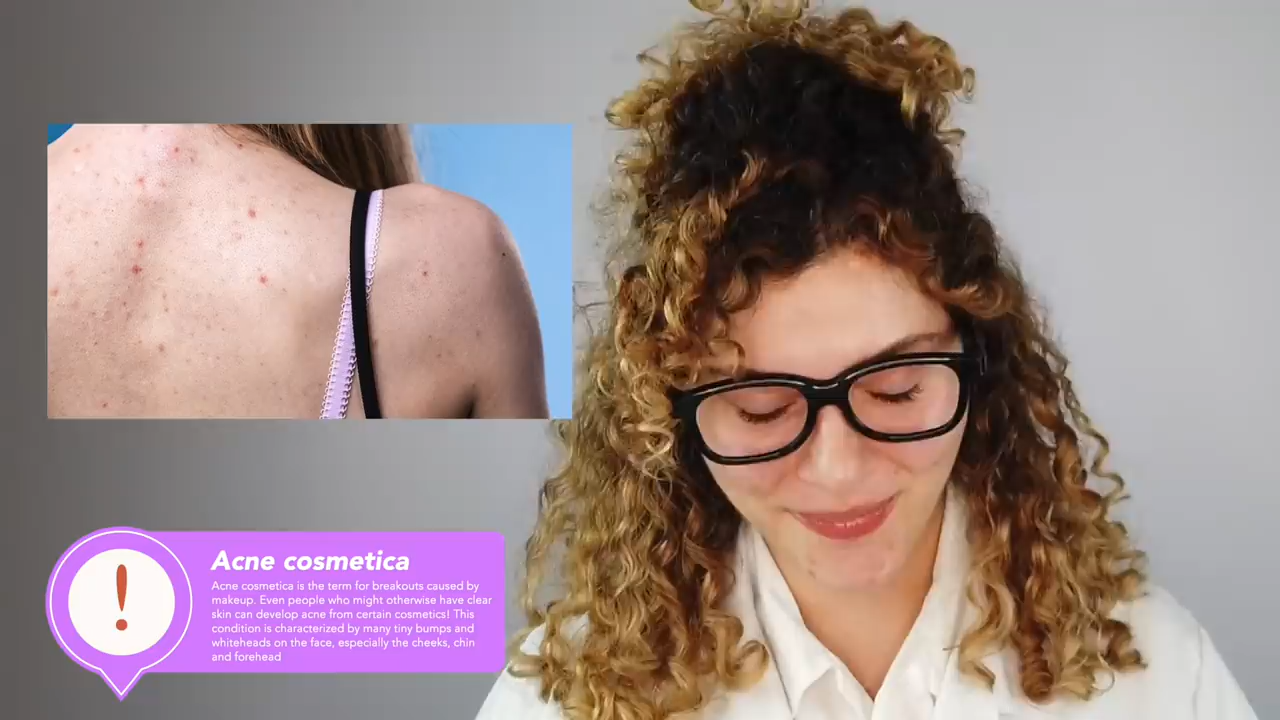 Acne cosmetica
Acne cosmetica is the term for breakouts caused by
makeup. Even people who might otherwise have clear
skin can develop acne from certain cosmetics! This
condition is characterized by many tiny bumps and
whiteheads on the face, especially the cheeks, chin
and forehead